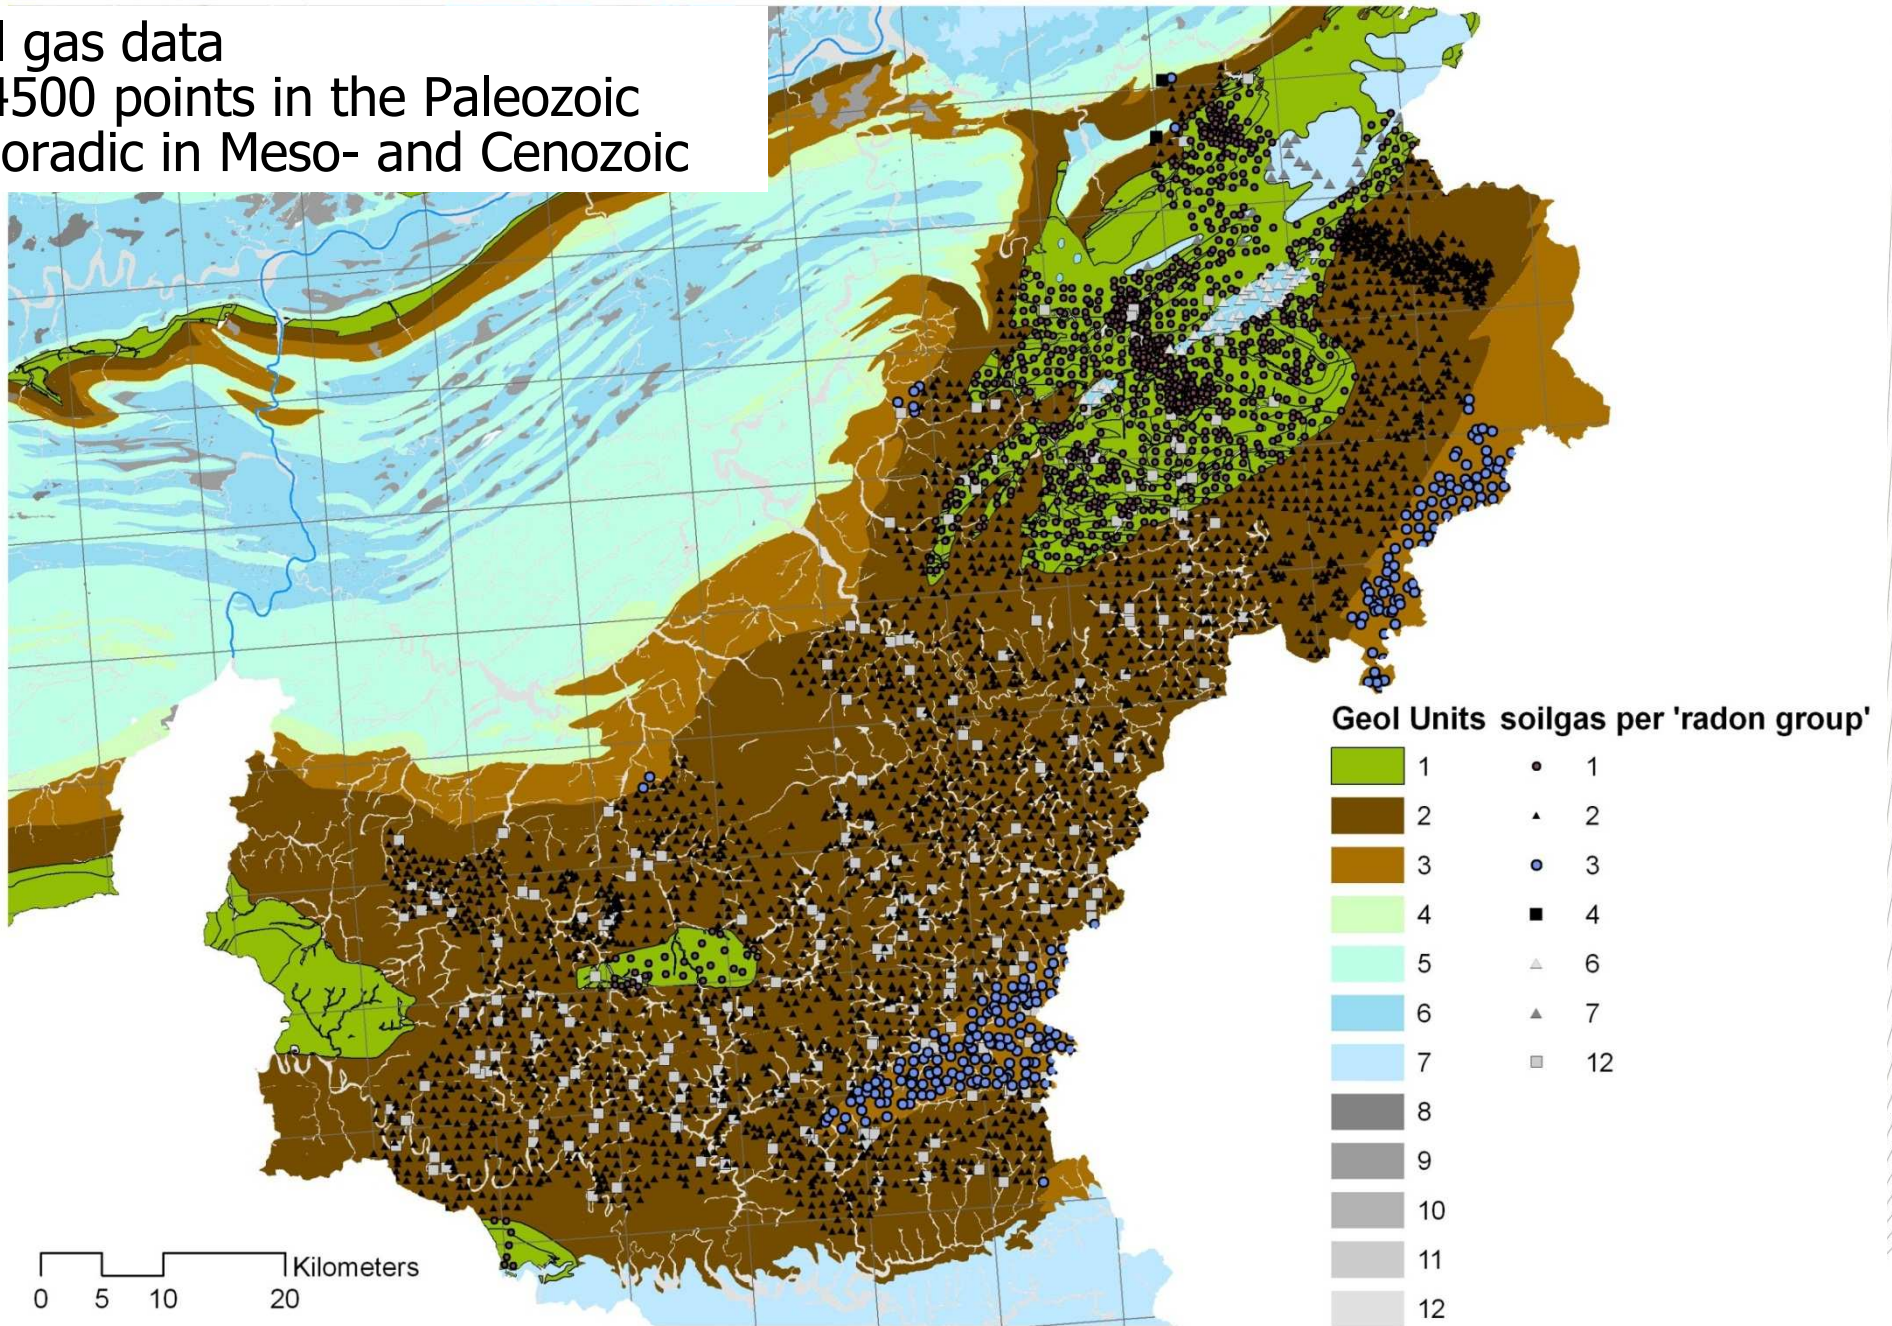 gas data
4500 points in the Paleozoic
oradic in Meso- and Cenozoic
Geol Units soilgas per 'radon group'
1 1
2 2
3 3
4 4
5 6
6 7
7 12
8
9
10
11
12
Kilometers
0 5 10 20